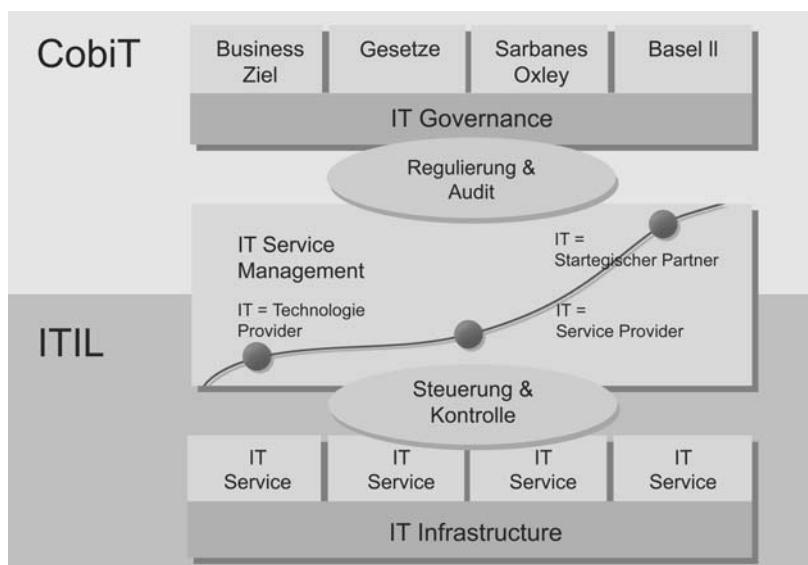 CobiT
Business
Ziel
Gesetze
Sarbanes
Oxley
Basel II
IT Governance
Regulierung &
Audit
IT Service
Management
IT =
Startegischer Partner
IT = Technologie
Provider
IT =
Service Provider
ITIL
Steuerung &
Kontrolle
IT
Service
IT
Service
IT
Service
IT
Service
IT Infrastructure